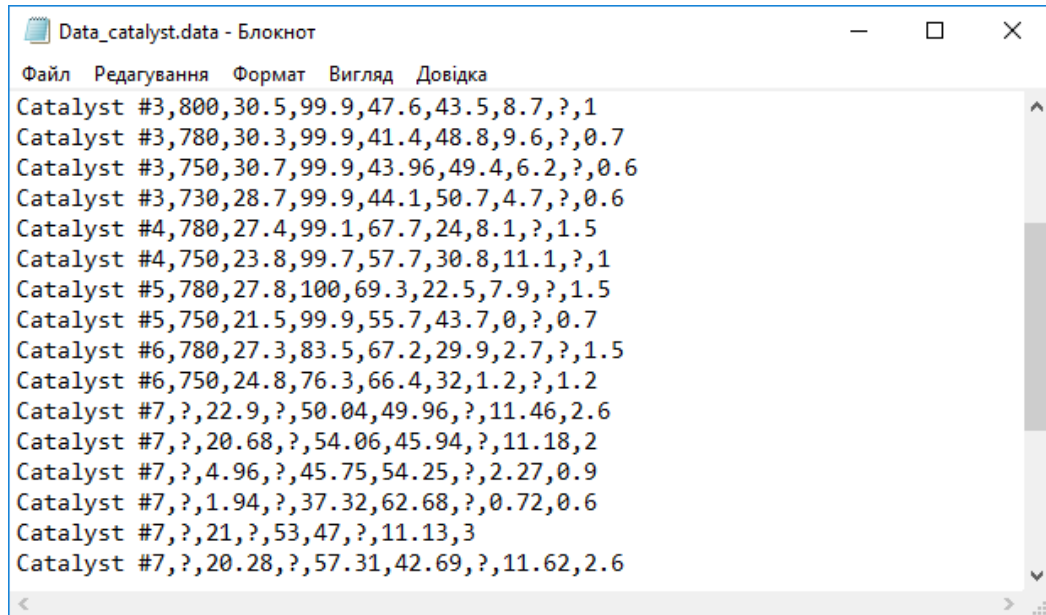 Data_catalyst.data - Блокнот
Файл Редагування Формат Вигляд Довідка
Catalyst #3,800,30.5,99.9,47.6,43.5,8.7,?,1
Catalyst #3,780,30.3,99.9,41.4,48.8,9.6,?,0.7
Catalyst #3,750,30.7,99.9,43.96,49.4,6.2,?,0.6
Catalyst #3,730,28.7,99.9,44.1,50.7,4.7,?,0.6
Catalyst #4,780,27.4,99.1,67.7,24,8.1,?,1.5
Catalyst #4,750,23.8,99.7,57.7,30.8,11.1,?,1
Catalyst #5,780,27.8,100,69.3,22.5,7.9,?,1.5
Catalyst #5,750,21.5,99.9,55.7,43.7,0,?,0.7
Catalyst #6,780,27.3,83.5,67.2,29.9,2.7,?,1.5
Catalyst #6,750,24.8,76.3,66.4,32,1.2,?,1.2
Catalyst #7,?,22.9,?,50.04,49.96,?,11.46,2.6
Catalyst #7,?,20.68,?,54.06,45.94,?,11.18,2
Catalyst #7,?,4.96,?,45.75,54.25,?,2.27,0.9
Catalyst #7,?,1.94,?,37.32,62.68,?,0.72,0.6
Catalyst #7,?,21,?,53,47,?,11.13,3
Catalyst #7,?,20.28,?,57.31,42.69,?,11.62,2.6